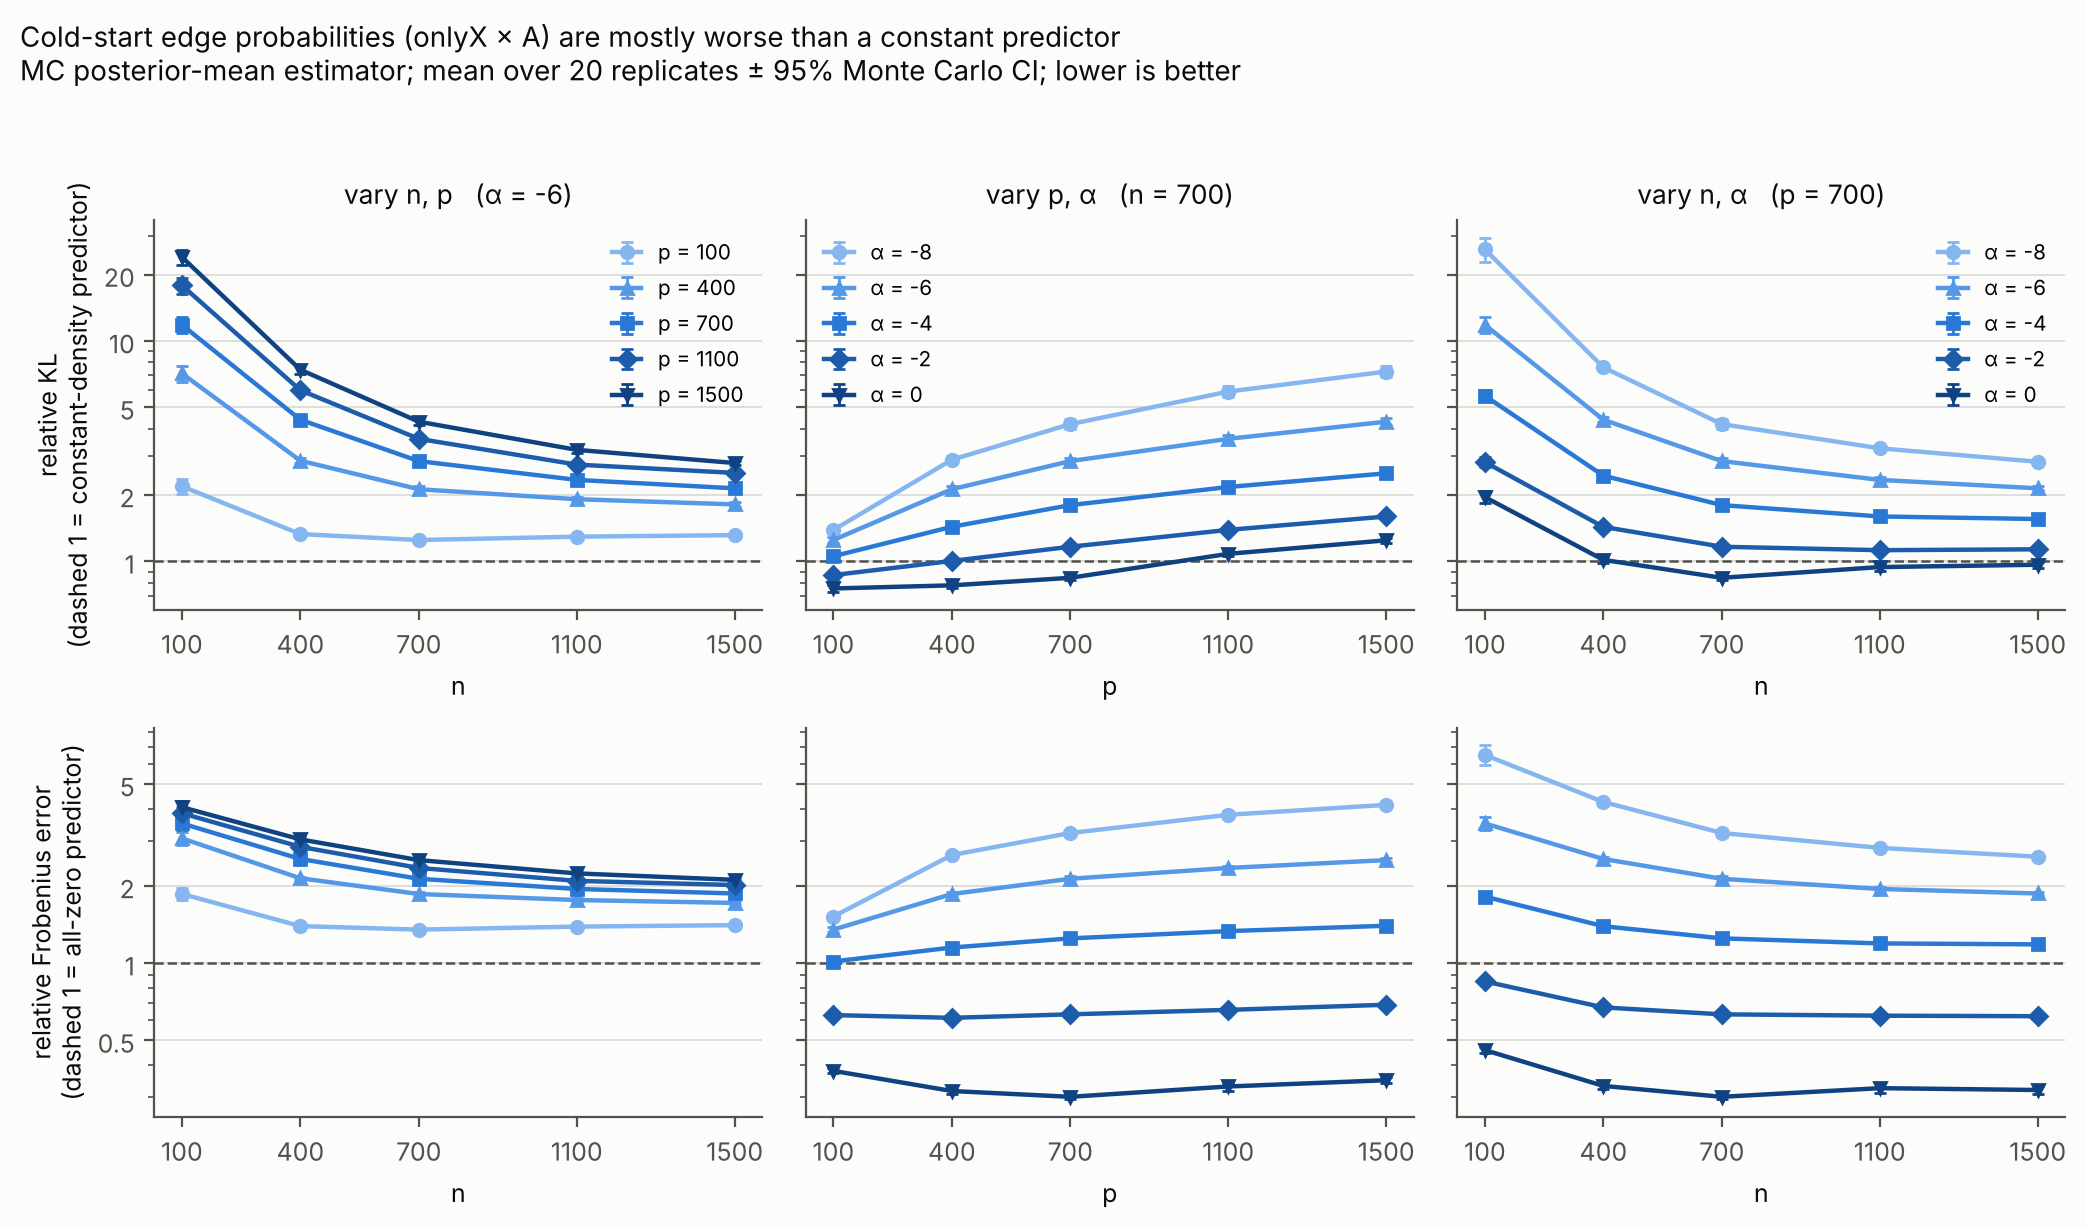 Cold-start edge probabilities (onlyX × A) are mostly worse than a constant predictor
MC posterior-mean estimator; mean over 20 replicates ± 95% Monte Carlo CI; lower is better
vary n, p (α = -6)
relative KL
(dashed 1 = constant-density predictor)
20
10
5
2
1
p = 100
p = 400
p = 700
p = 1100
p = 1500
100 400 700 1100 1500
n
vary p, α (n = 700)
α = -8
α = -6
α = -4
α = -2
α = 0
100 400 700 1100 1500
p
vary n, α (p = 700)
α = -8
α = -6
α = -4
α = -2
α = 0
100 400 700 1100 1500
n
relative Frobenius error
(dashed 1 = all-zero predictor)
5
2
1
0.5
100 400 700 1100 1500
n
100 400 700 1100 1500
p
100 400 700 1100 1500
n